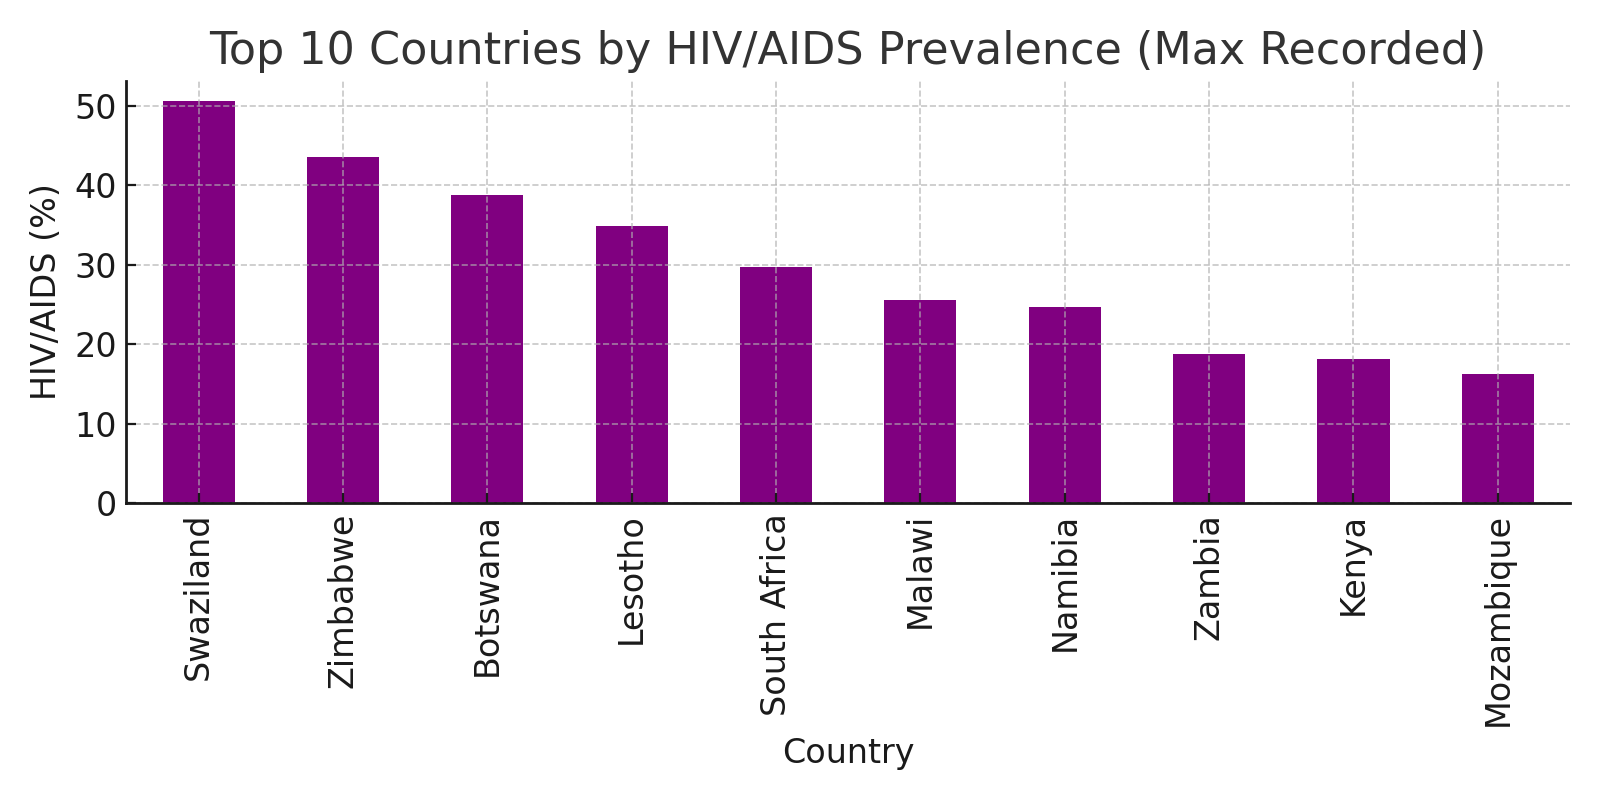 Top 10 Countries by HIV/AIDS Prevalence (Max Recorded)
HIV/AIDS (%)
50
40
30
20
10
0
Swaziland
Zimbabwe
Botswana
Lesotho
South Africa
Malawi
Namibia
Zambia
Kenya
Mozambique
Country